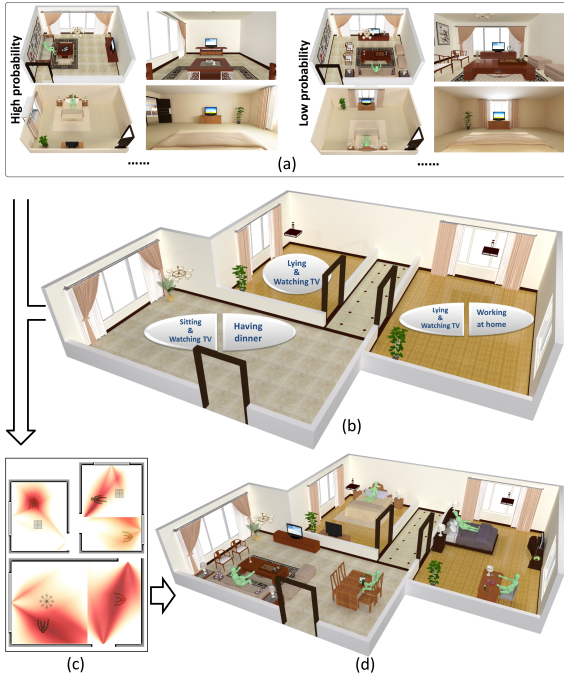 High probability
Low probability
......
......
(a)
Lying
&
Watching TV
Sitting
&
Watching TV
Having
dinner
Lying
&
Watching TV
Working
at home
(b)
(c)
(d)